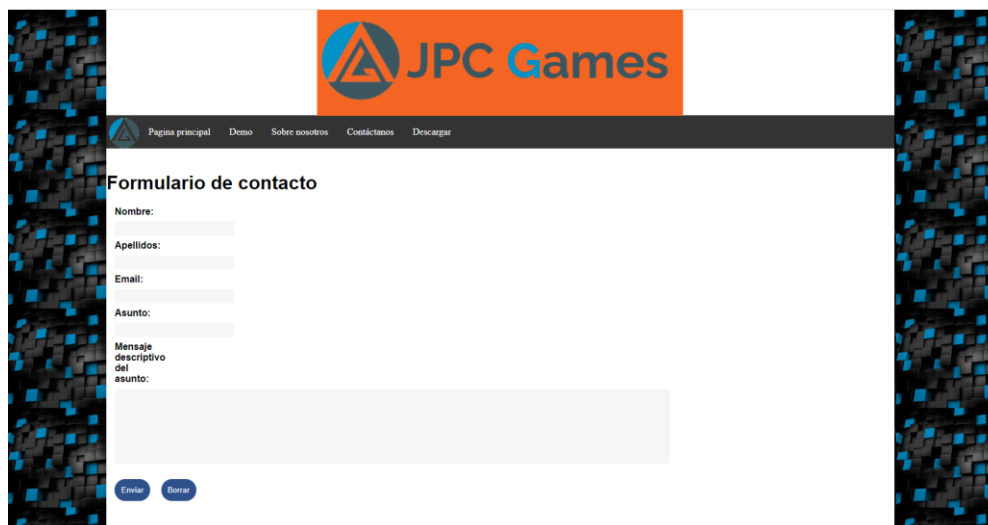 JPC Games
Pagina principal Demo Sobre nosotros Contáctanos Descargar
Formulario de contacto
Nombre:
Apellidos:
Email:
Asunto:
Mensaje
descriptivo
del
asunto:
Enviar Borrar